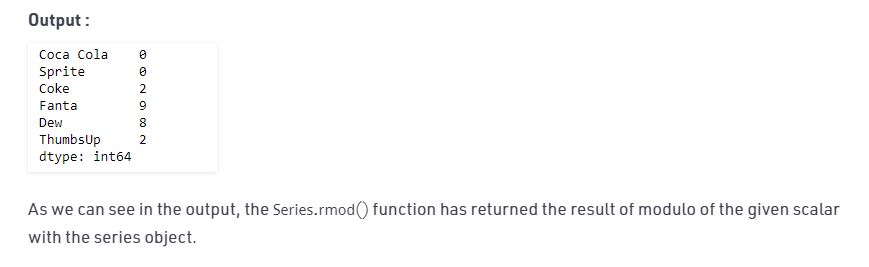 Output :
Coca Cola    0
Sprite       0
Coke         2
Fanta        9
Dew          8
ThumbsUp     2
dtype: int64
As we can see in the output, the Series.rmod() function has returned the result of modulo of the given scalar
with the series object.